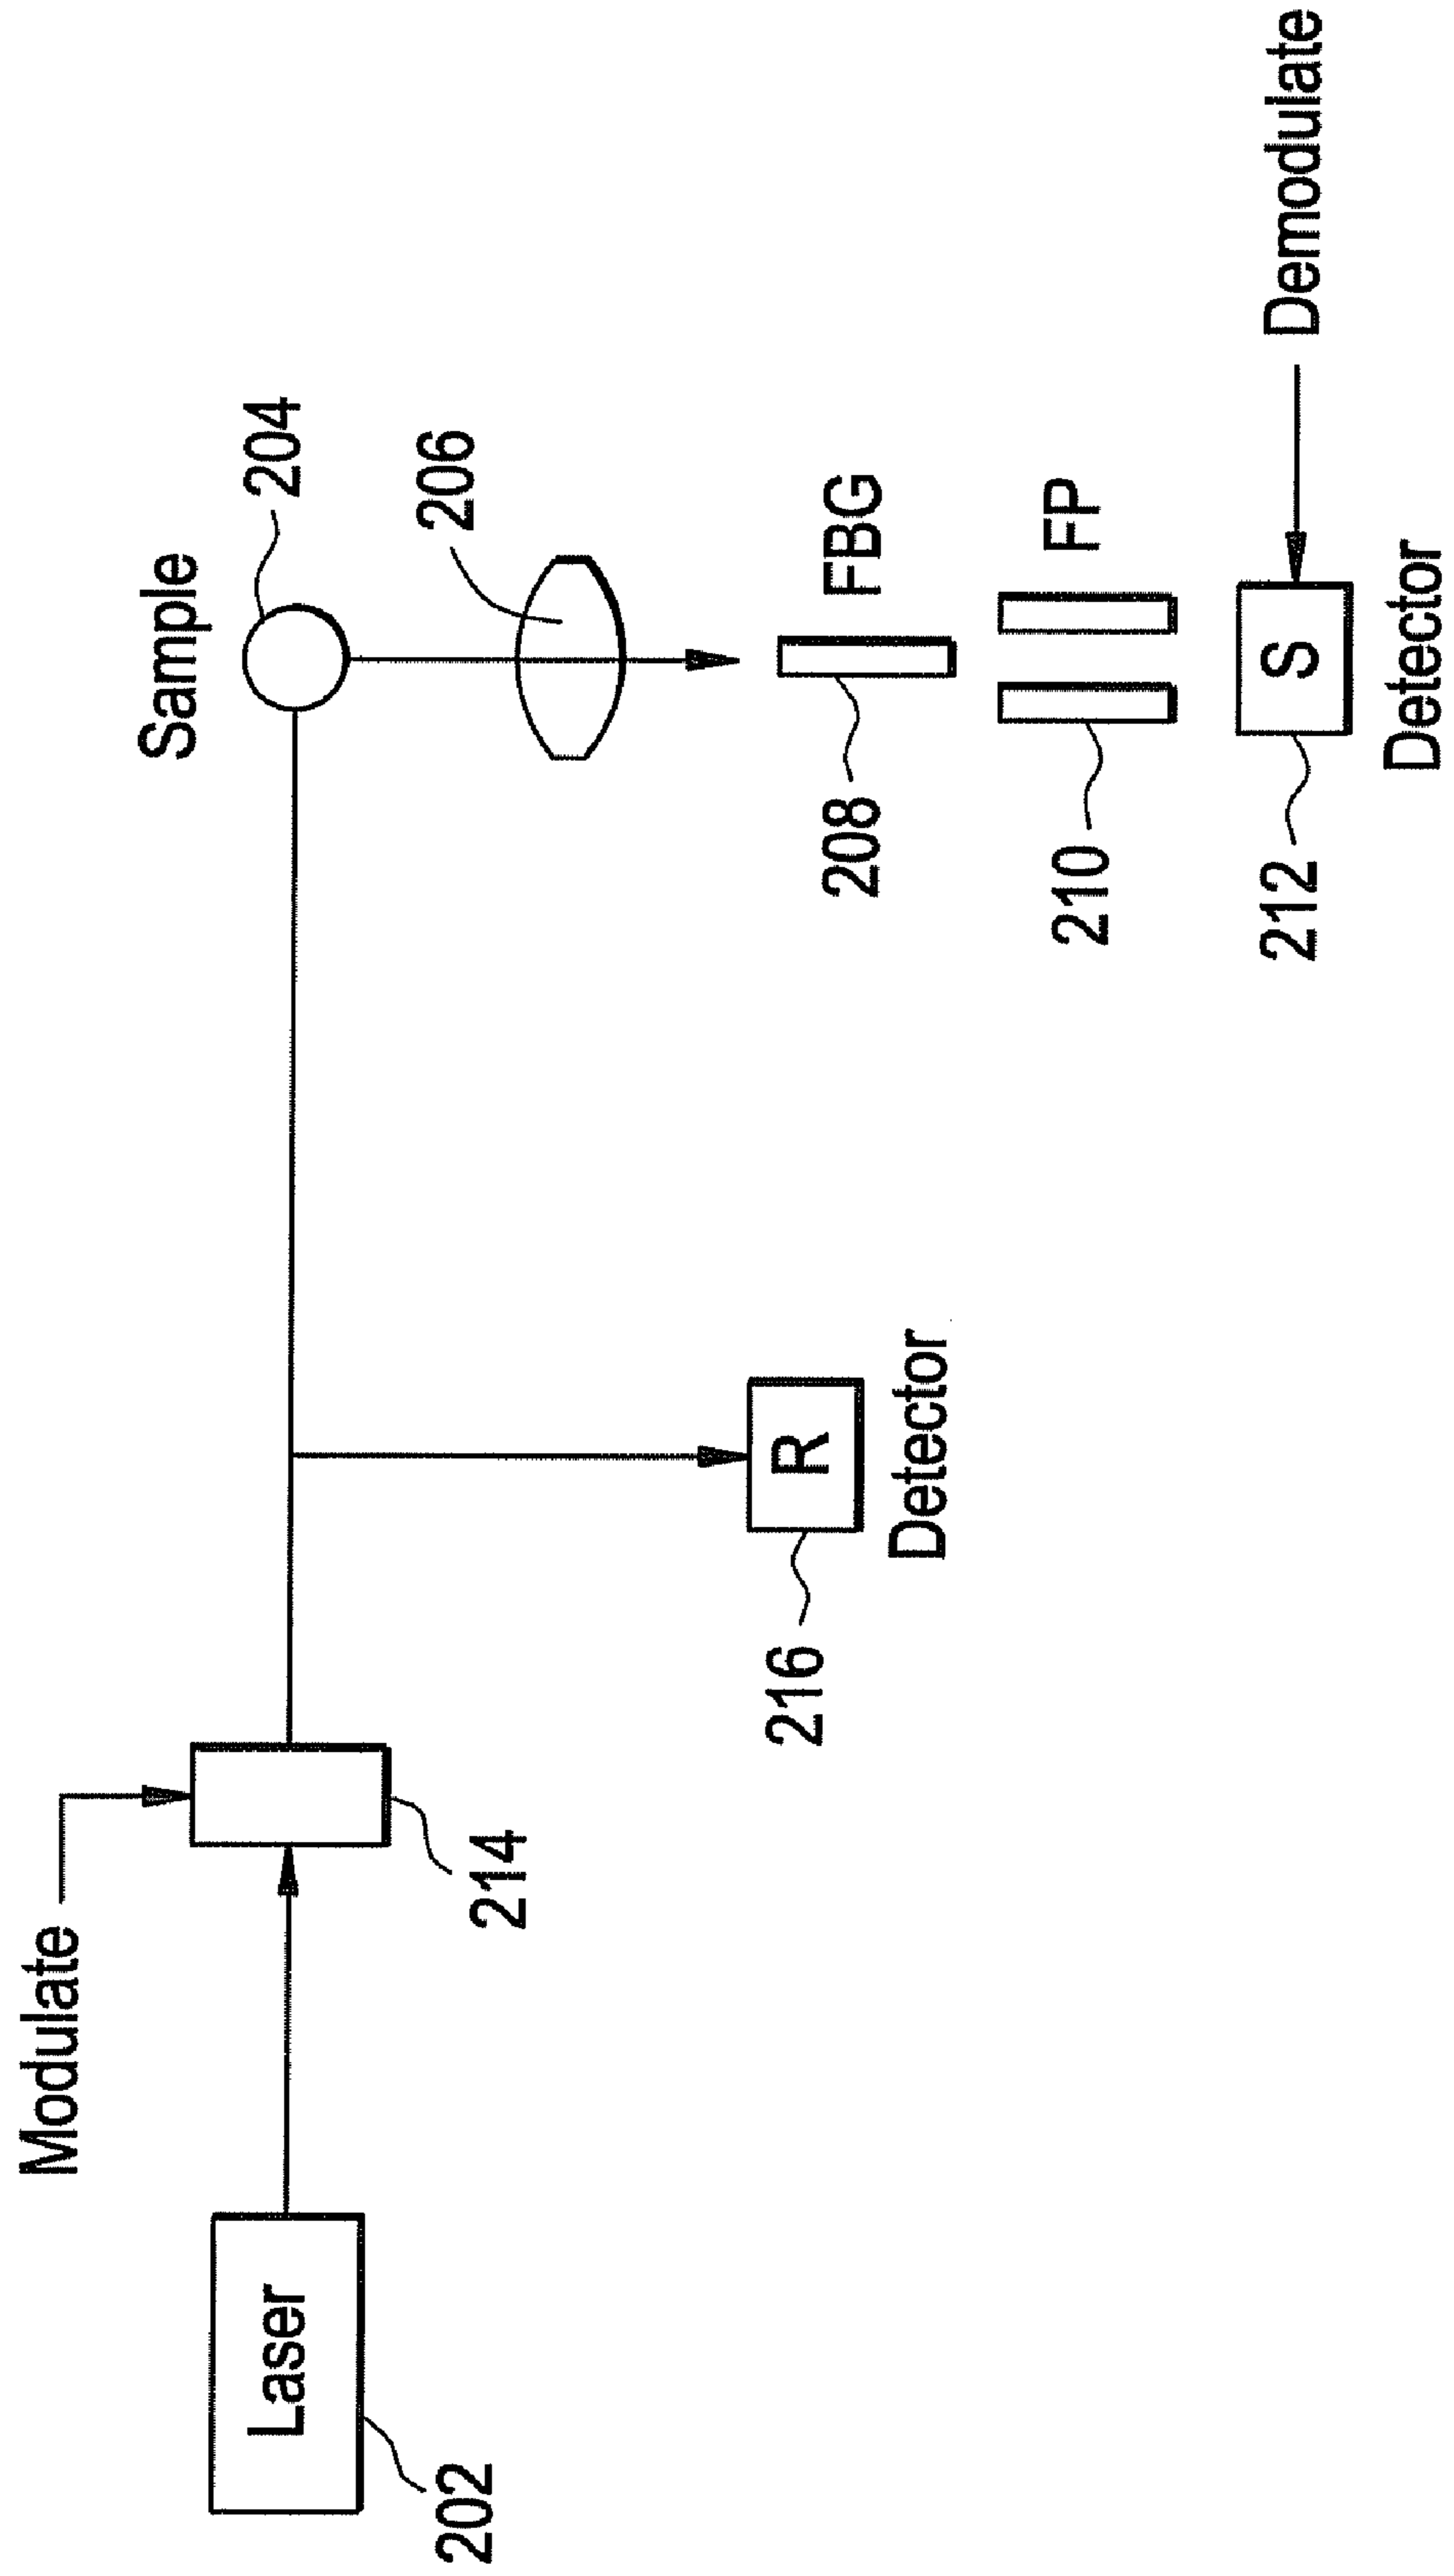 Modulate
Sample
204
Laser
202
214
206
216
R
Detector
208
FBG
210
FP
212
S
Demodulate
Detector